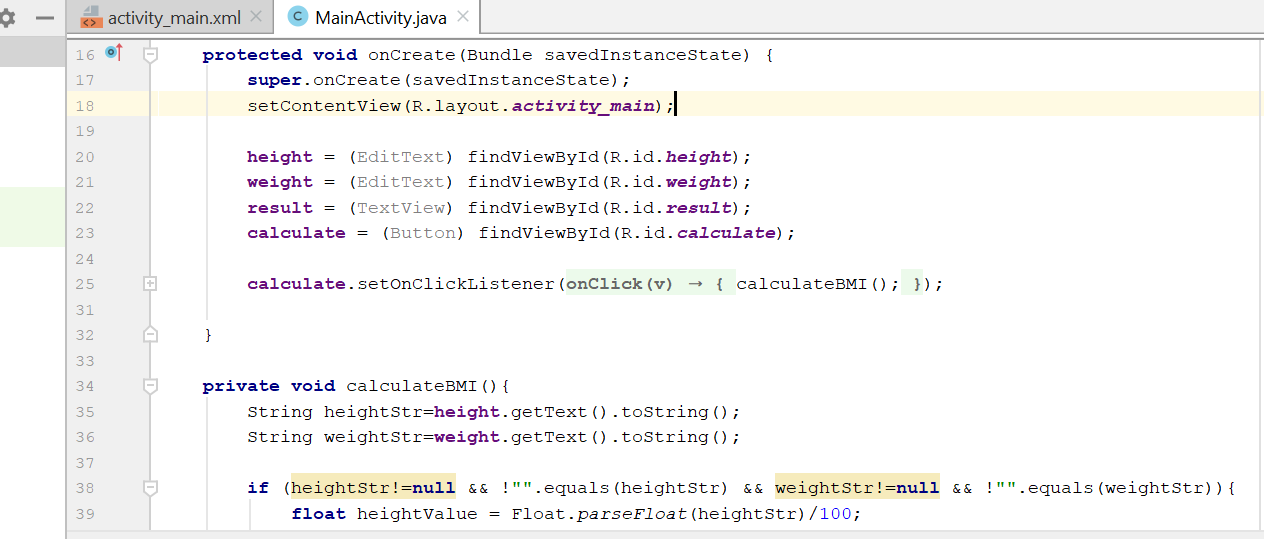 activity_main.xml MainActivity.java
16 protected void onCreate(Bundle savedInstanceState) {
17 super.onCreate(savedInstanceState);
18 setContentView(R.layout.activity_main);
19
20 height = (EditText) findViewById(R.id.height);
21 weight = (EditText) findViewById(R.id.weight);
22 result = (TextView) findViewById(R.id.result);
23 calculate = (Button) findViewById(R.id.calculate);
24
25 calculate.setOnClickListener(onClick(v) → { calculateBMI(); });
31
32 }
33
34 private void calculateBMI(){
35 String heightStr=height.getText().toString();
36 String weightStr=weight.getText().toString();
37
38 if (heightStr!=null && !"".equals(heightStr) && weightStr!=null && !"".equals(weightStr)){
39 float heightValue = Float.parseFloat(heightStr)/100;